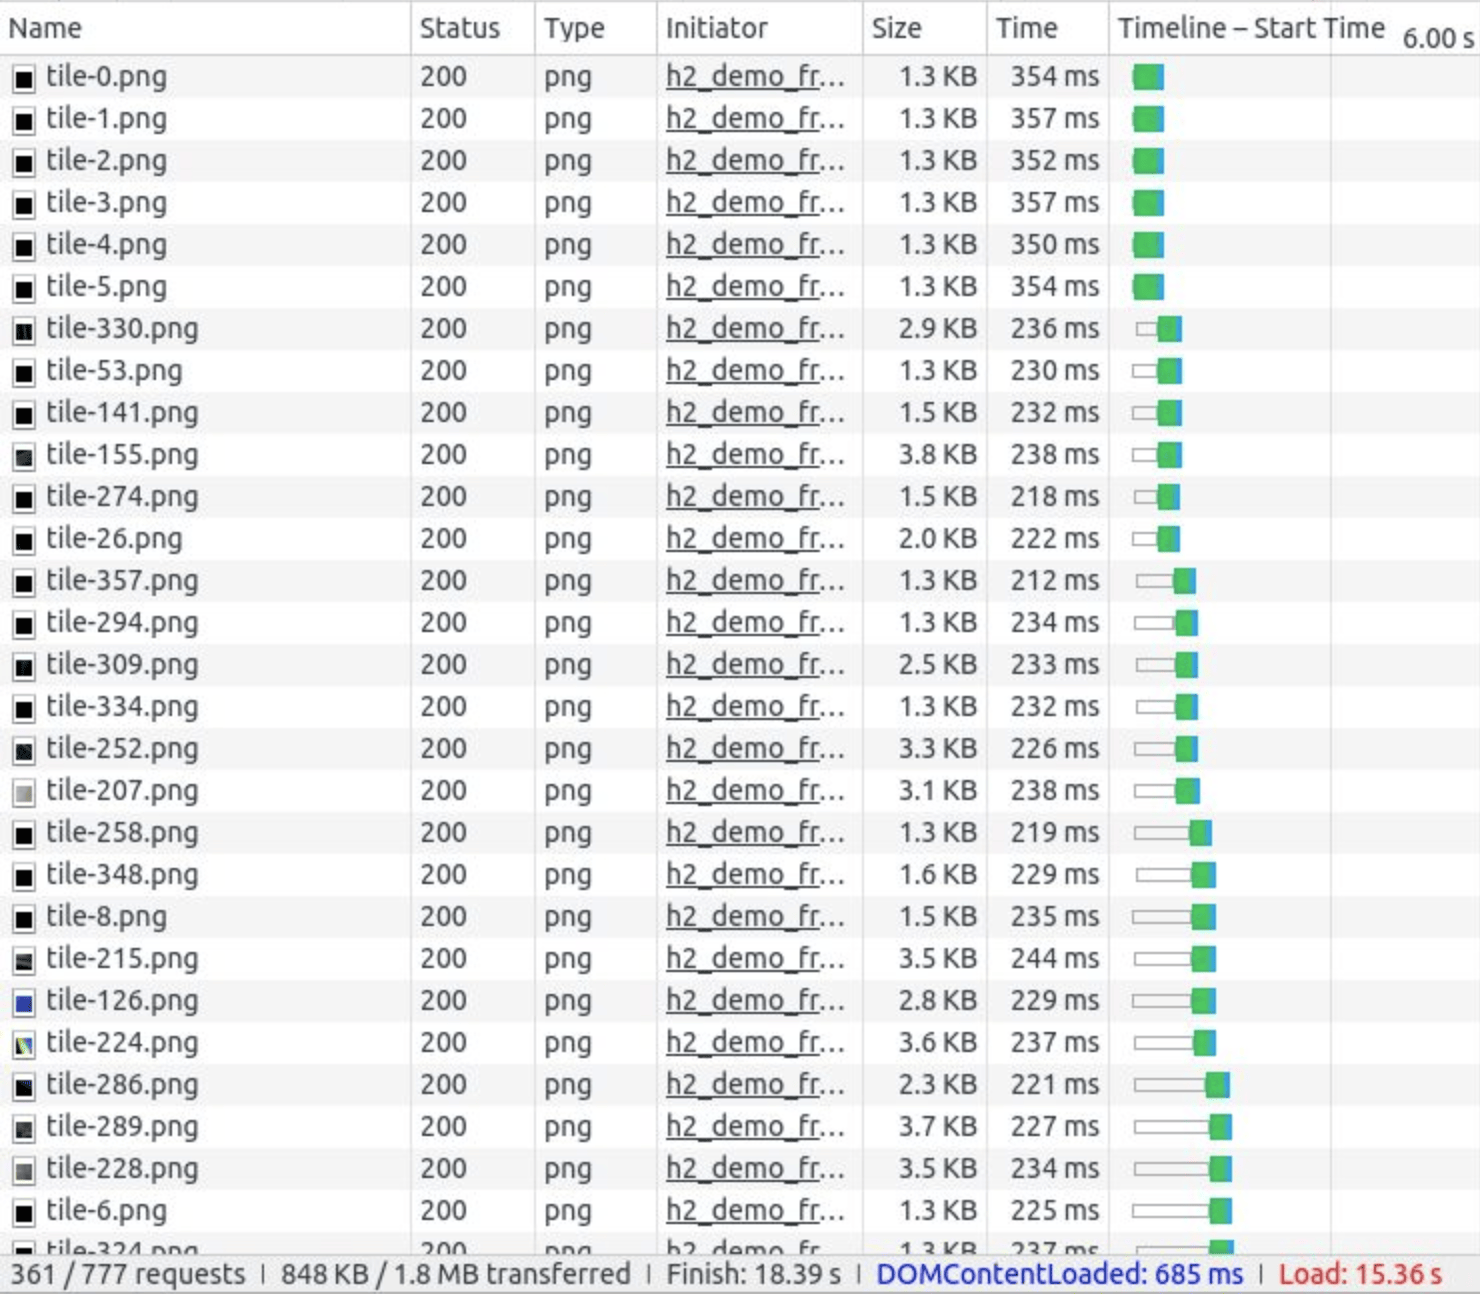 Name Status Type Initiator Size Time Timeline – Start Time 6.00 s
tile-0.png 200 png h2_demo_fr... 1.3 KB 354 ms
tile-1.png 200 png h2_demo_fr... 1.3 KB 357 ms
tile-2.png 200 png h2_demo_fr... 1.3 KB 352 ms
tile-3.png 200 png h2_demo_fr... 1.3 KB 357 ms
tile-4.png 200 png h2_demo_fr... 1.3 KB 350 ms
tile-5.png 200 png h2_demo_fr... 1.3 KB 354 ms
tile-330.png 200 png h2_demo_fr... 2.9 KB 236 ms
tile-53.png 200 png h2_demo_fr... 1.3 KB 230 ms
tile-141.png 200 png h2_demo_fr... 1.5 KB 232 ms
tile-155.png 200 png h2_demo_fr... 3.8 KB 238 ms
tile-274.png 200 png h2_demo_fr... 1.5 KB 218 ms
tile-26.png 200 png h2_demo_fr... 2.0 KB 222 ms
tile-357.png 200 png h2_demo_fr... 1.3 KB 212 ms
tile-294.png 200 png h2_demo_fr... 1.3 KB 234 ms
tile-309.png 200 png h2_demo_fr... 2.5 KB 233 ms
tile-334.png 200 png h2_demo_fr... 1.3 KB 232 ms
tile-252.png 200 png h2_demo_fr... 3.3 KB 226 ms
tile-207.png 200 png h2_demo_fr... 3.1 KB 238 ms
tile-258.png 200 png h2_demo_fr... 1.3 KB 219 ms
tile-348.png 200 png h2_demo_fr... 1.6 KB 229 ms
tile-8.png 200 png h2_demo_fr... 1.5 KB 235 ms
tile-215.png 200 png h2_demo_fr... 3.5 KB 244 ms
tile-126.png 200 png h2_demo_fr... 2.8 KB 229 ms
tile-224.png 200 png h2_demo_fr... 3.6 KB 237 ms
tile-286.png 200 png h2_demo_fr... 2.3 KB 221 ms
tile-289.png 200 png h2_demo_fr... 3.7 KB 227 ms
tile-228.png 200 png h2_demo_fr... 3.5 KB 234 ms
tile-6.png 200 png h2_demo_fr... 1.3 KB 225 ms
tile-324.png 200 png h2_demo_fr... 1.3 KB 237 ms
361 / 777 requests | 848 KB / 1.8 MB transferred | Finish: 18.39 s | DOMContentLoaded: 685 ms | Load: 15.36 s